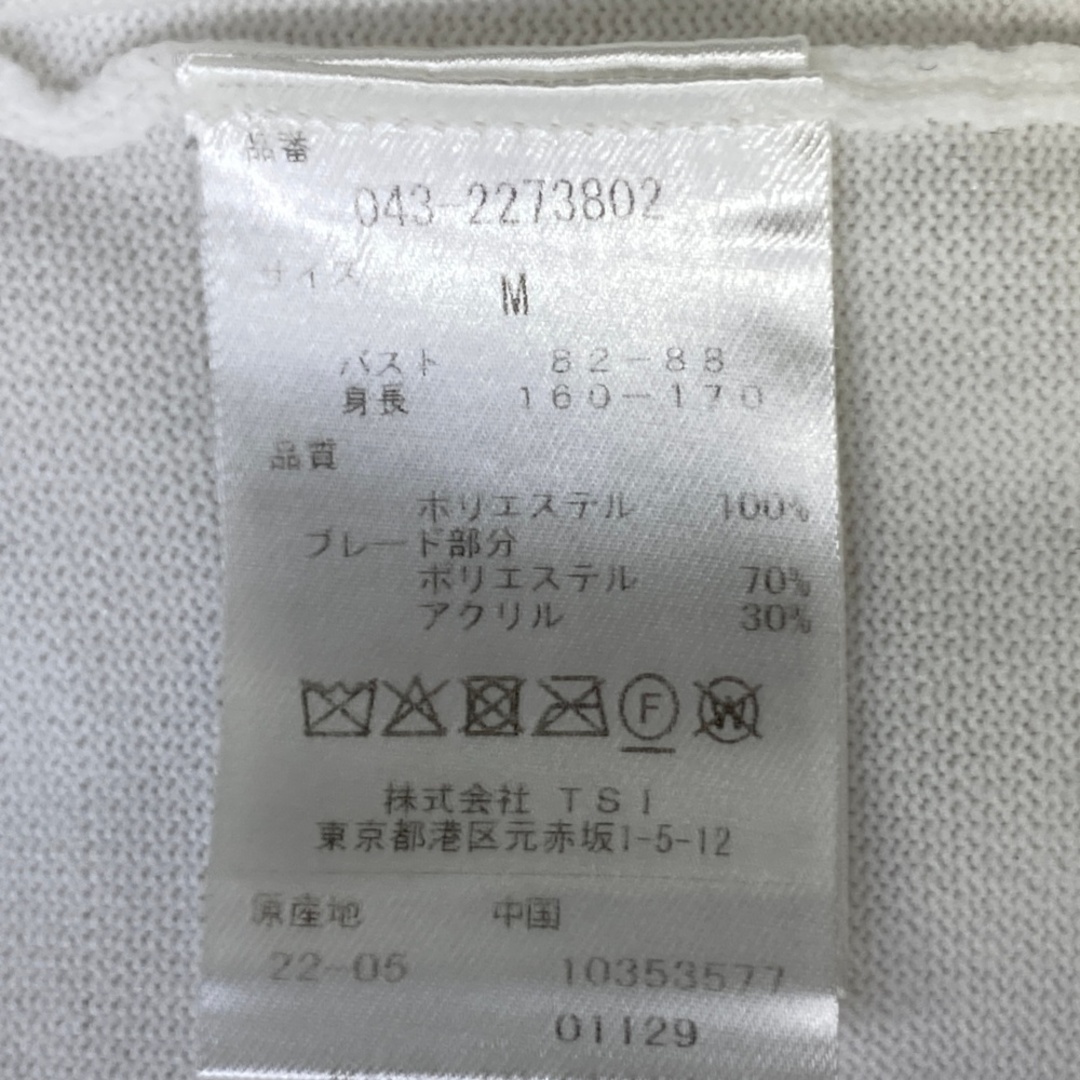 品番
043-2273802
サイズ
M
バスト 82-88
身長 160-170
品質
ポリエステル 100%
ブレード部分
ポリエステル 70%
アクリル 30%
F W
株式会社 TSI
東京都港区元赤坂1-5-12
原産地 中国
22-05 10353577
01129